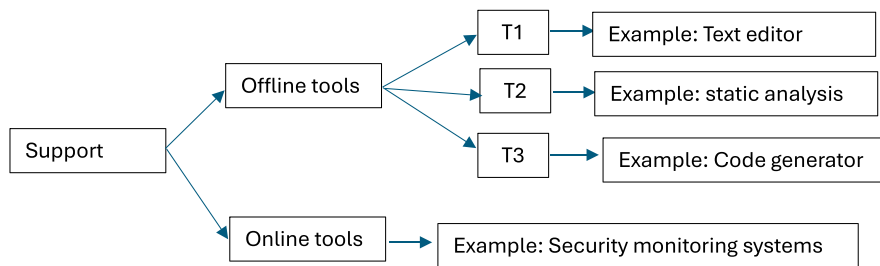 T1
Example: Text editor
Offline tools
T2
Example: static analysis
Support
T3
Example: Code generator
Online tools
Example: Security monitoring systems